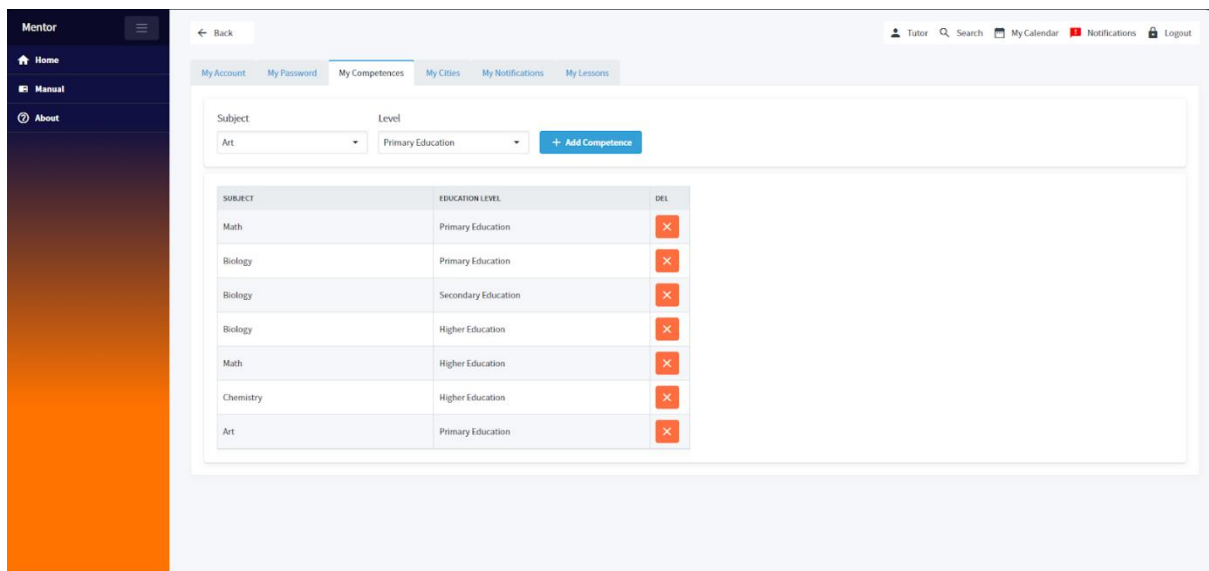 Mentor
Home
Manual
About
Back
Tutor Search My Calendar Notifications Logout
My Account My Password My Competences My Cities My Notifications My Lessons
Subject Level
Art Primary Education + Add Competence
SUBJECT EDUCATION LEVEL DEL
Math Primary Education
Biology Primary Education
Biology Secondary Education
Biology Higher Education
Math Higher Education
Chemistry Higher Education
Art Primary Education